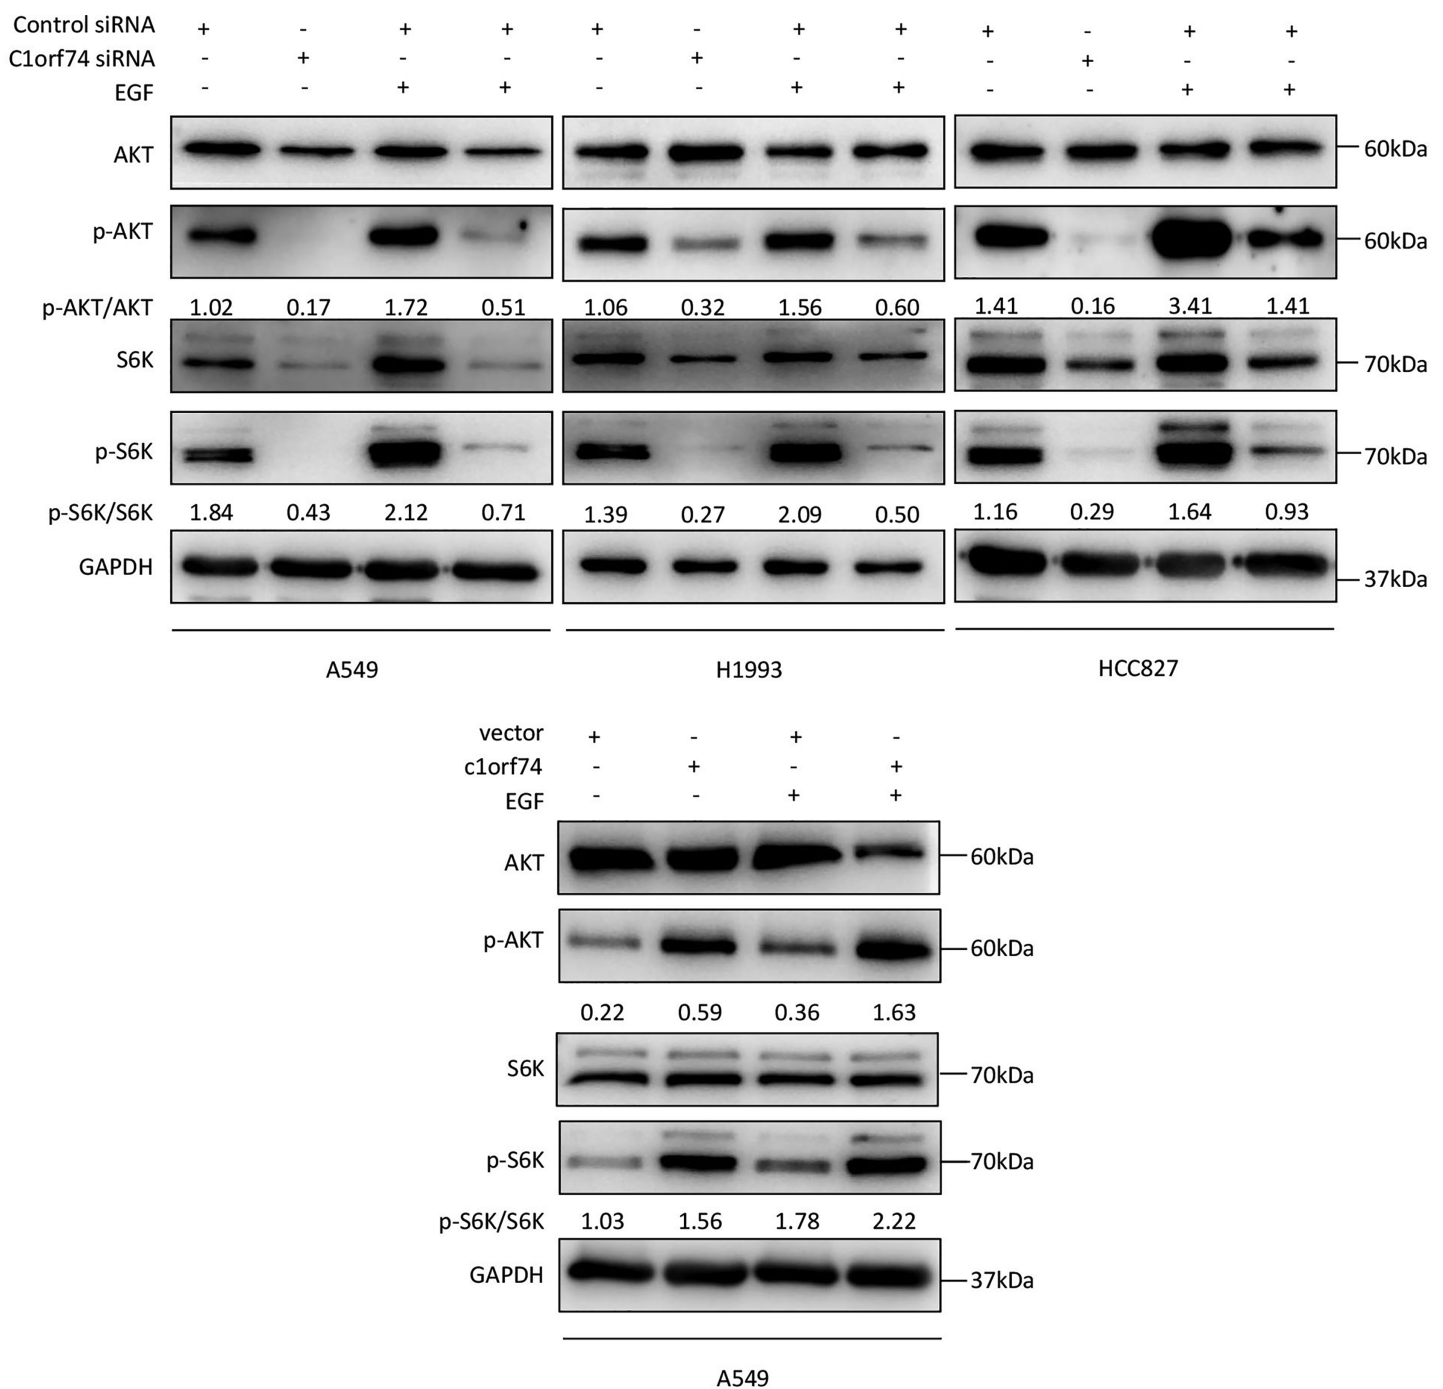 Control siRNA + - + + + - + + + - + +
C1orf74 siRNA - + - - - + - - - + - -
EGF - - + + - - + + - - + +
AKT 60kDa
p-AKT 60kDa
p-AKT/AKT 1.02 0.17 1.72 0.51 1.06 0.32 1.56 0.60 1.41 0.16 3.41 1.41
S6K 70kDa
p-S6K 70kDa
p-S6K/S6K 1.84 0.43 2.12 0.71 1.39 0.27 2.09 0.50 1.16 0.29 1.64 0.93
GAPDH 37kDa
A549 H1993 HCC827
vector + - + -
c1orf74 - + - +
EGF - - + +
AKT 60kDa
p-AKT 60kDa
0.22 0.59 0.36 1.63
S6K 70kDa
p-S6K 70kDa
p-S6K/S6K 1.03 1.56 1.78 2.22
GAPDH 37kDa
A549